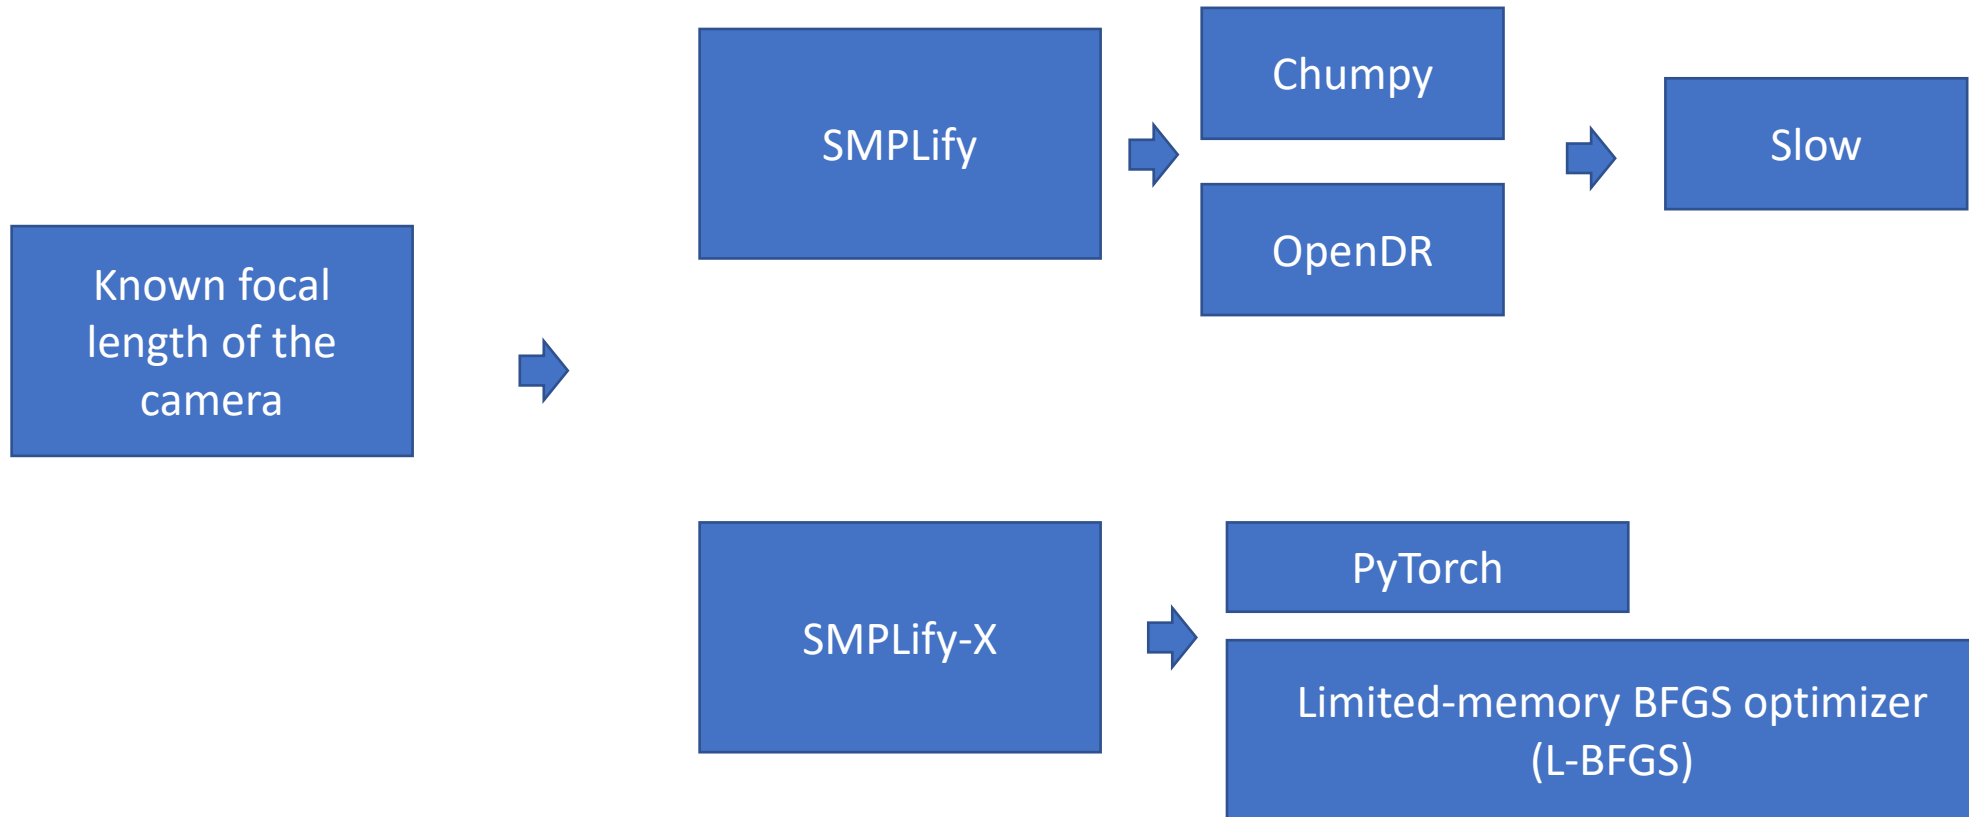 Known focal
length of the
camera
SMPLify
Chumpy
OpenDR
Slow
SMPLify-X
PyTorch
Limited-memory BFGS optimizer
(L-BFGS)